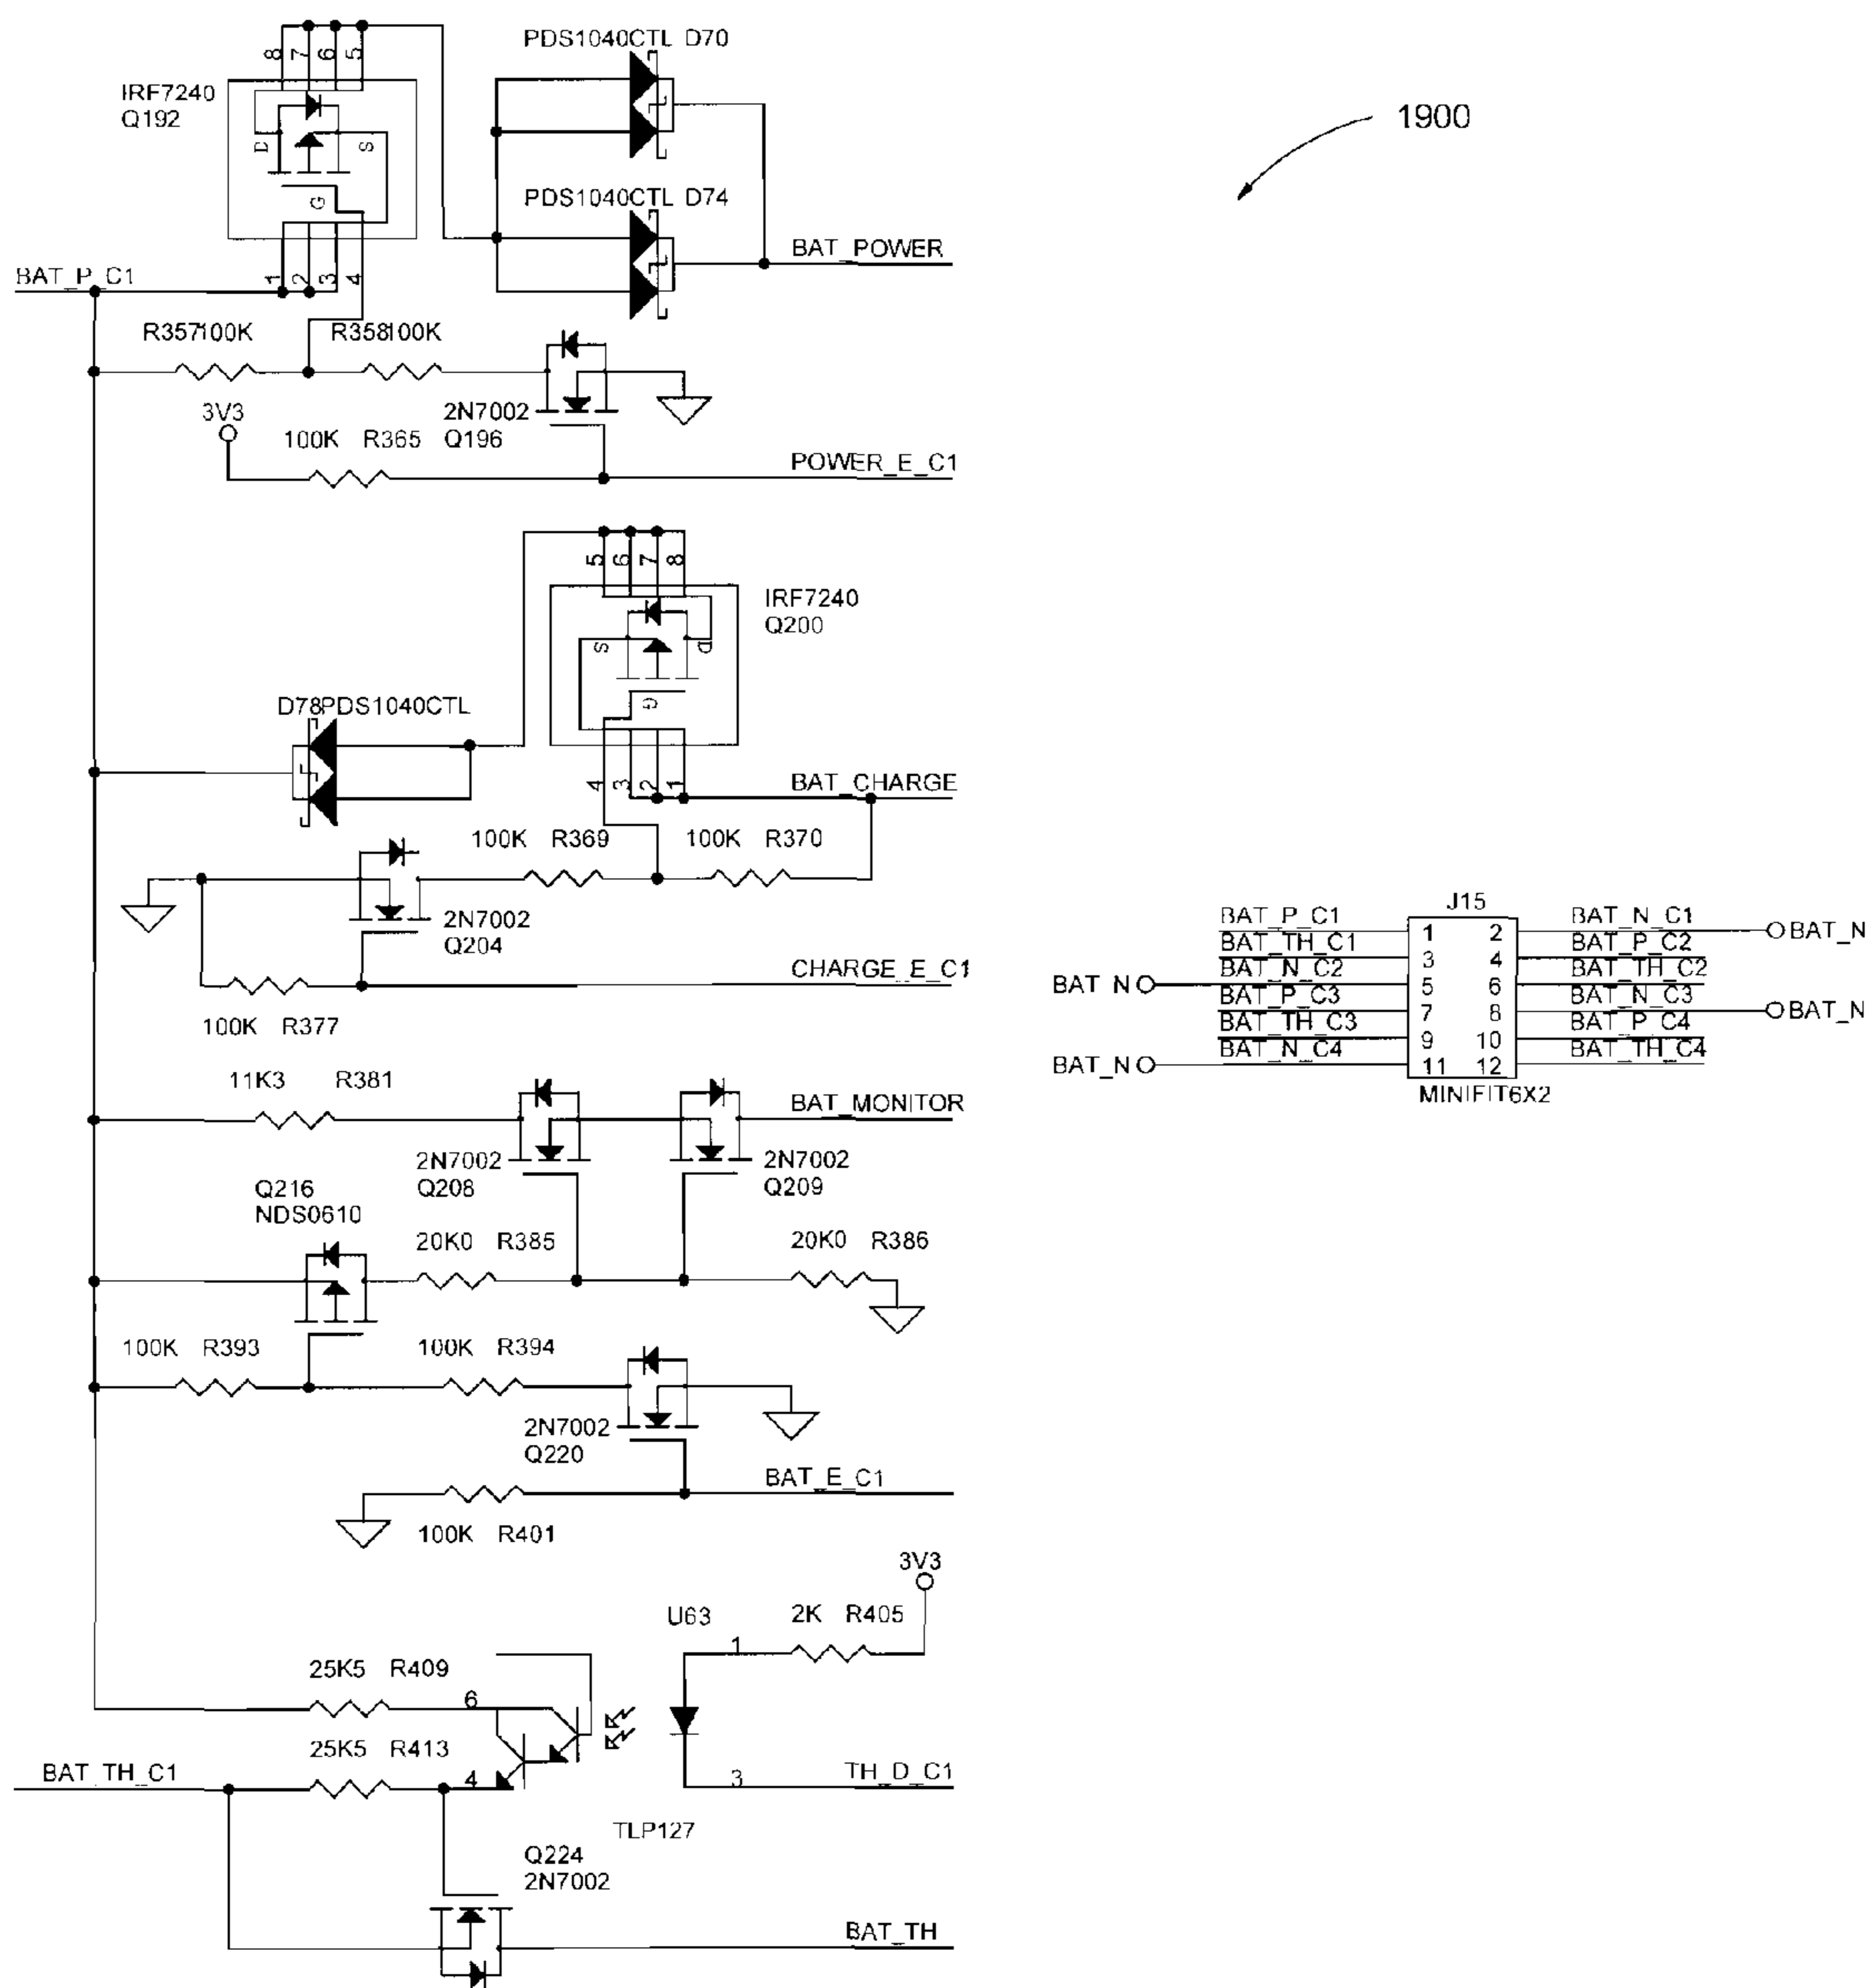 PDS1040CTL D70
8 7 6 5
IRF7240
Q192
1900
D S
G
PDS1040CTL D74
BAT_POWER
BAT_P_C1
1 2 3 4
R357100K R358100K
3V3
2N7002
Q196
100K R365
POWER_E_C1
5 6 7 8
IRF7240
Q200
S D
G
D78PDS1040CTL
4 3 2 1
BAT_CHARGE
100K R369 100K R370
2N7002
Q204
CHARGE_E_C1
100K R377
J15
BAT_P_C1 1 2 BAT_N_C1 BAT_N
BAT_TH_C1 3 4 BAT_P_C2
BAT_N BAT_N_C2 5 6 BAT_TH_C2
BAT_P_C3 7 8 BAT_N_C3 BAT_N
BAT_TH_C3 9 10 BAT_P_C4
BAT_N BAT_N_C4 11 12 BAT_TH_C4
MINIFIT6X2
11K3 R381
BAT_MONITOR
2N7002
Q208
2N7002
Q209
Q216
NDS0610
20K0 R385
20K0 R386
100K R393
100K R394
2N7002
Q220
BAT_E_C1
100K R401
3V3
U63
2K R405
1
25K5 R409
6
25K5 R413
BAT_TH_C1
4
3
TH_D_C1
TLP127
Q224
2N7002
BAT_TH